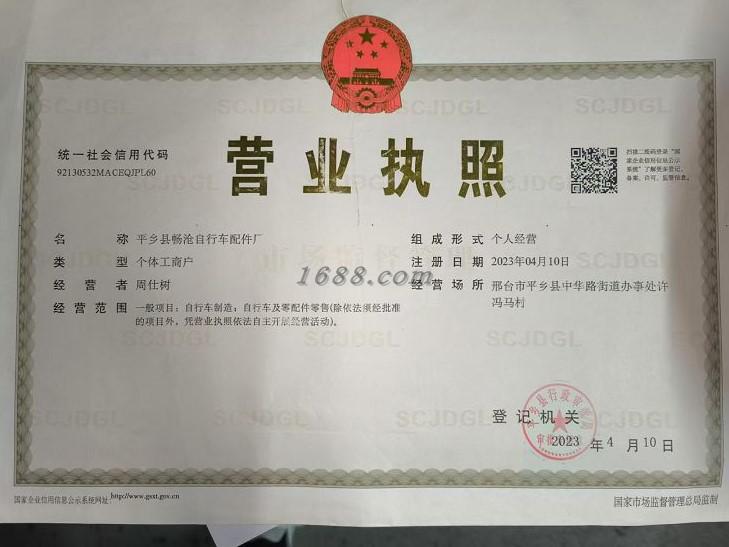 SCJDGL
营业执照
统一社会信用代码
92130532MACEQJPL60
扫描二维码登录“国
家企业信用信息公示
系统”了解更多登记、
备案、许可、监管信息。
名 称 平乡县畅沧自行车配件厂
类 型 个体工商户
经 营 者 周仕树
经 营 范 围 一般项目：自行车制造；自行车及零配件零售(除依法须经批准
的项目外，凭营业执照依法自主开展经营活动)。
组 成 形 式 个人经营
注 册 日 期 2023年04月10日
经 营 场 所 邢台市平乡县中华路街道办事处许
冯马村
1688.com
登记机关
2023 年 4 月 10 日
国家企业信用信息公示系统网址：http://www.gsxt.gov.cn
国家市场监督管理总局监制